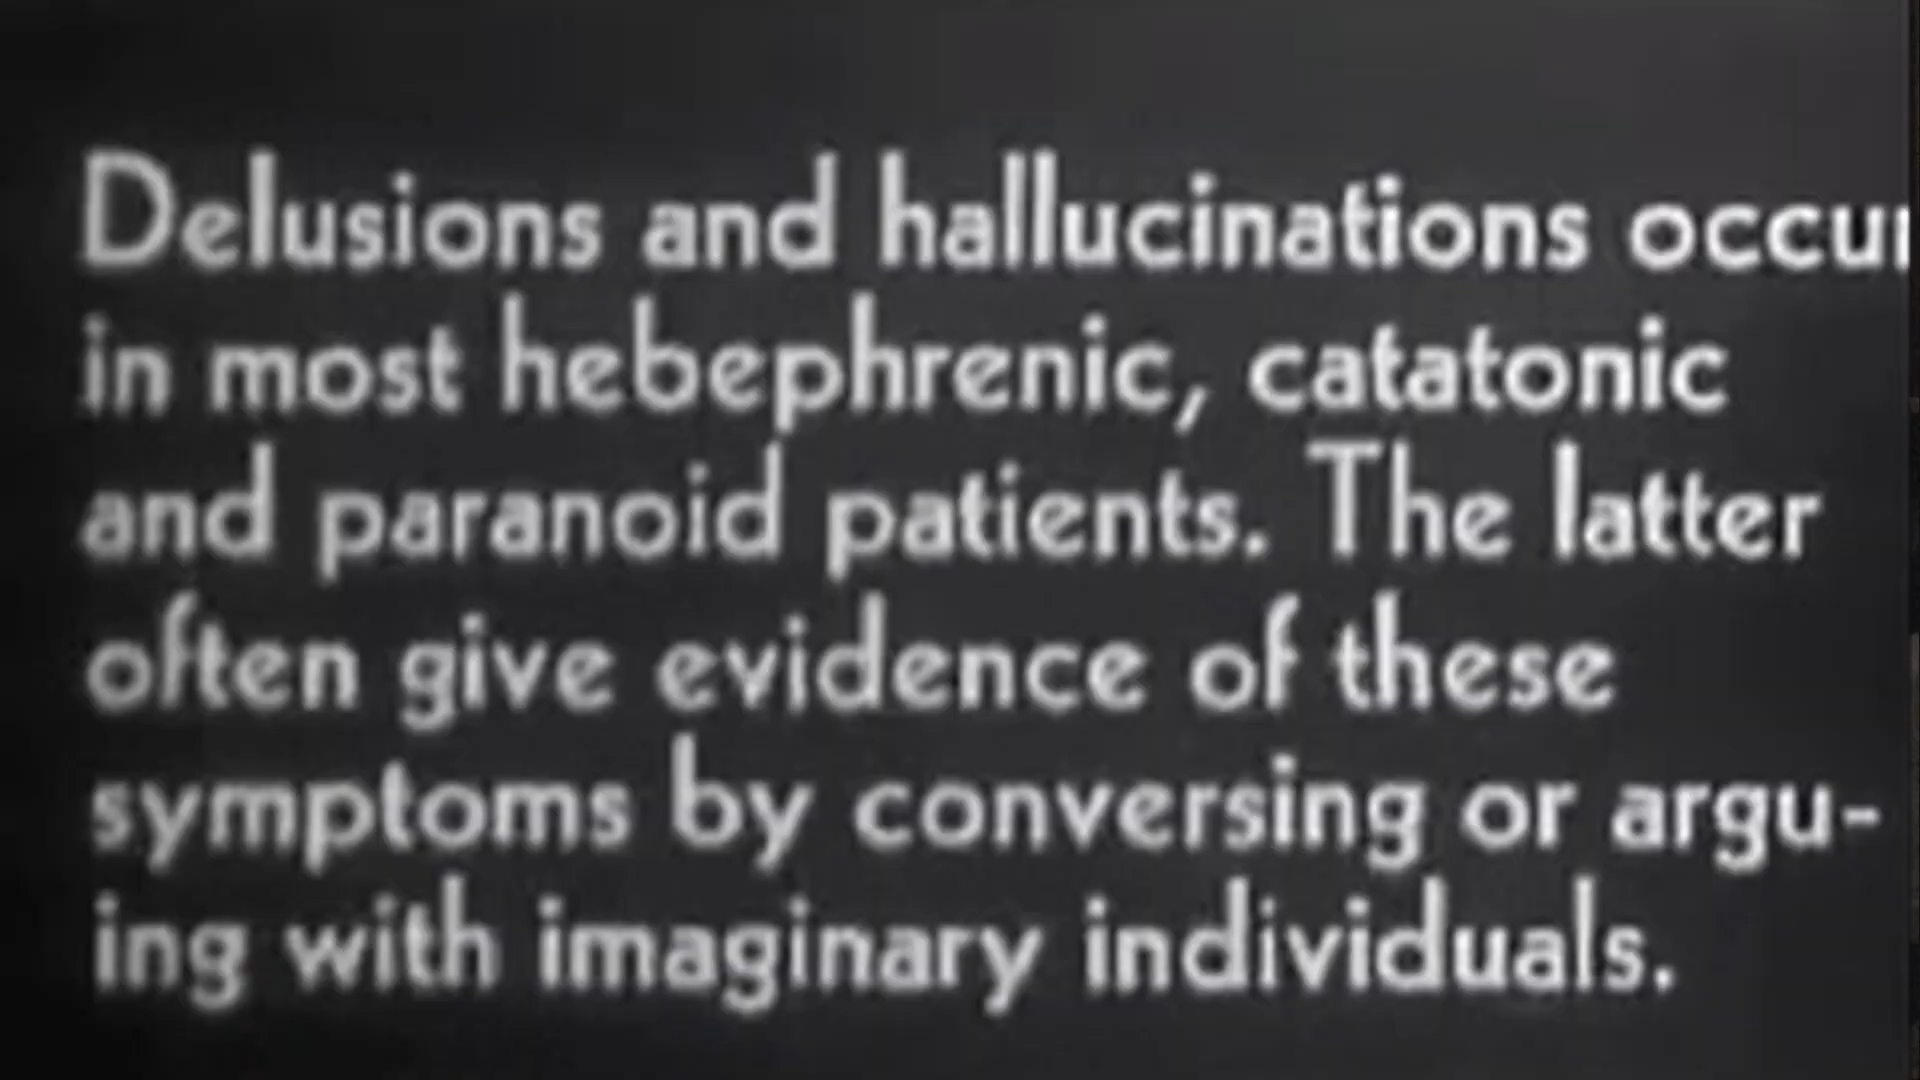 Delusions and hallucinations occur
in most hebephrenic, catatonic
and paranoid patients. The latter
often give evidence of these
symptoms by conversing or argu-
ing with imaginary individuals.